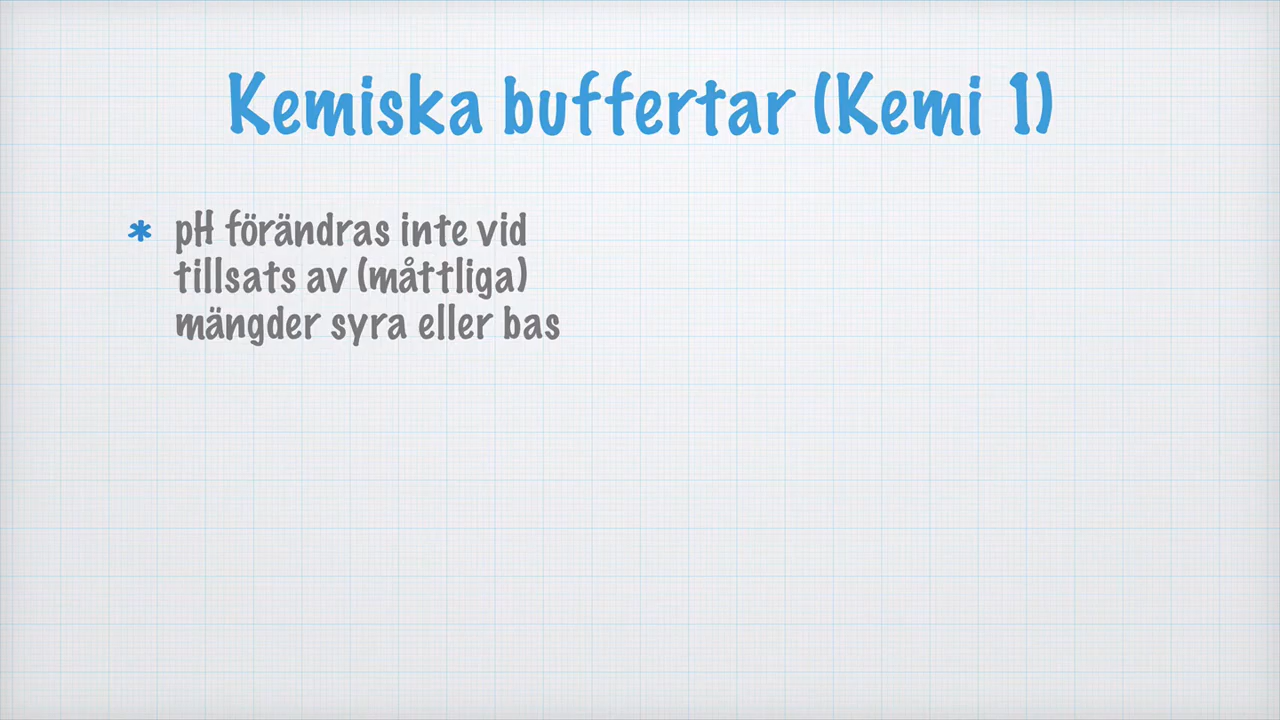 Kemiska buffertar (Kemi 1)
* pH förändras inte vid
tillsats av (måttliga)
mängder syra eller bas